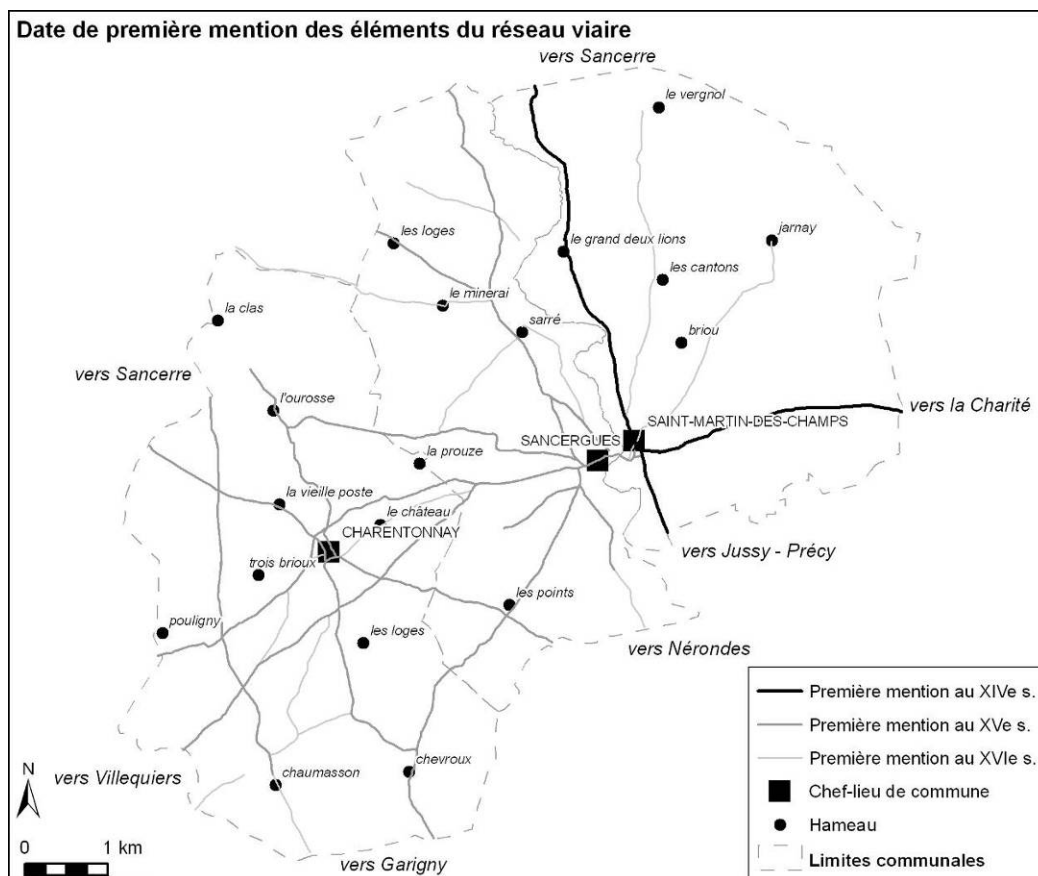 Date de première mention des éléments du réseau viaire
vers Sancerre
le vergnol
les loges
le grand deux lions
jarnay
les cantons
le minerai
la clas
sarré
briou
vers Sancerre
l'ourosse
vers la Charité
SAINT-MARTIN-DES-CHAMPS
SANCERGUES
la prouze
la vieille poste
le château
CHARENTONNAY
vers Jussy - Précy
trois brioux
les points
pouligny
les loges
vers Nérondes
Première mention au XIVe s.
Première mention au XVe s.
Première mention au XVIe s.
Chef-lieu de commune
Hameau
Limites communales
chevroux
chaumasson
vers Villequiers
N
0 1 km
vers Garigny